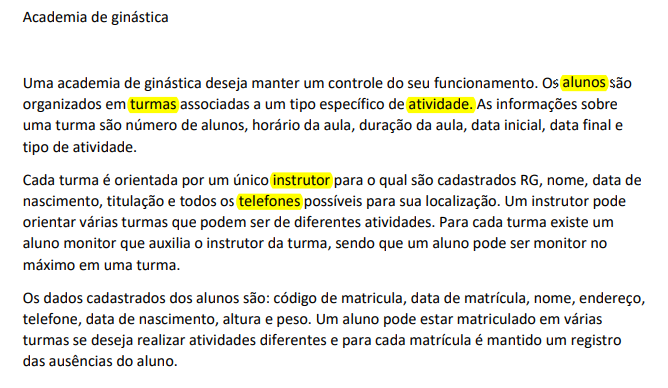 Academia de ginástica
Uma academia de ginástica deseja manter um controle do seu funcionamento. Os alunos são
organizados em turmas associadas a um tipo específico de atividade. As informações sobre
uma turma são número de alunos, horário da aula, duração da aula, data inicial, data final e
tipo de atividade.
Cada turma é orientada por um único instrutor para o qual são cadastrados RG, nome, data de
nascimento, titulação e todos os telefones possíveis para sua localização. Um instrutor pode
orientar várias turmas que podem ser de diferentes atividades. Para cada turma existe um
aluno monitor que auxilia o instrutor da turma, sendo que um aluno pode ser monitor no
máximo em uma turma.
Os dados cadastrados dos alunos são: código de matricula, data de matrícula, nome, endereço,
telefone, data de nascimento, altura e peso. Um aluno pode estar matriculado em várias
turmas se deseja realizar atividades diferentes e para cada matrícula é mantido um registro
das ausências do aluno.